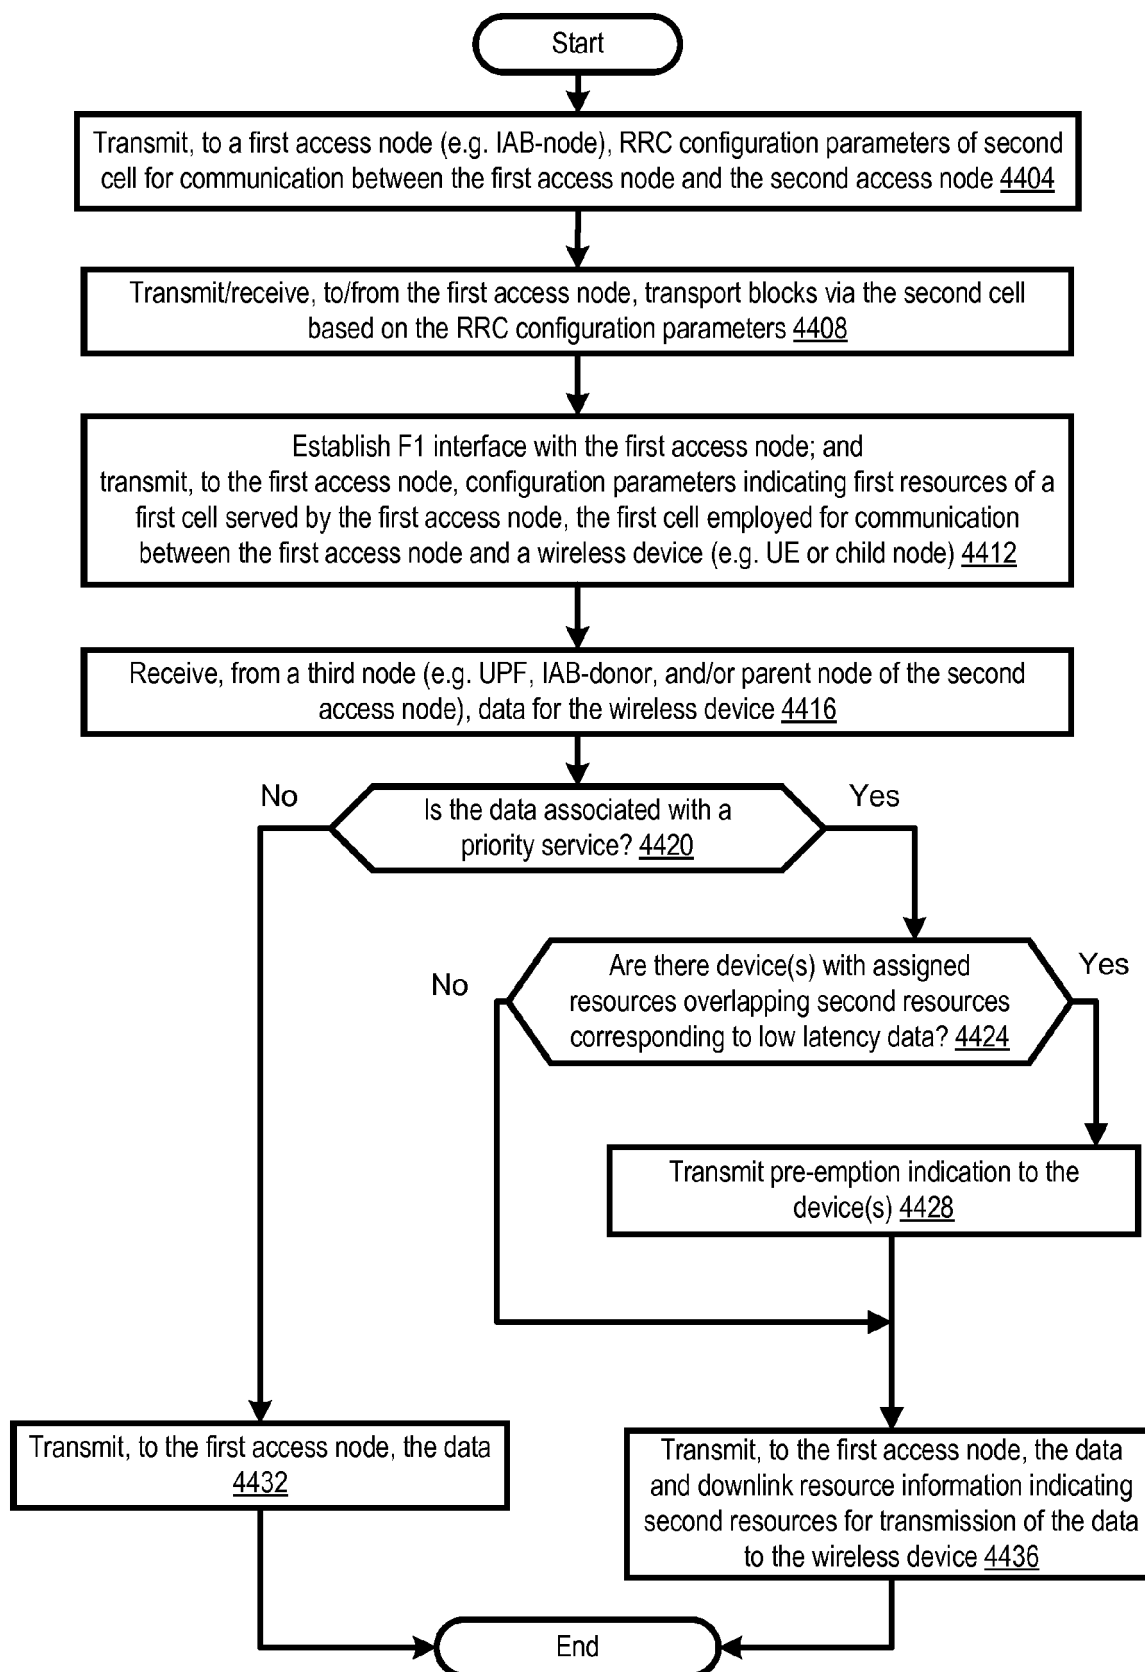 Start
Transmit, to a first access node (e.g. IAB-node), RRC configuration parameters of second
cell for communication between the first access node and the second access node 4404
Transmit/receive, to/from the first access node, transport blocks via the second cell
based on the RRC configuration parameters 4408
Establish F1 interface with the first access node; and
transmit, to the first access node, configuration parameters indicating first resources of a
first cell served by the first access node, the first cell employed for communication
between the first access node and a wireless device (e.g. UE or child node) 4412
Receive, from a third node (e.g. UPF, IAB-donor, and/or parent node of the second
access node), data for the wireless device 4416
No
Yes
Is the data associated with a
priority service? 4420
No
Yes
Are there device(s) with assigned
resources overlapping second resources
corresponding to low latency data? 4424
Transmit pre-emption indication to the
device(s) 4428
Transmit, to the first access node, the data
4432
Transmit, to the first access node, the data
and downlink resource information indicating
second resources for transmission of the data
to the wireless device 4436
End